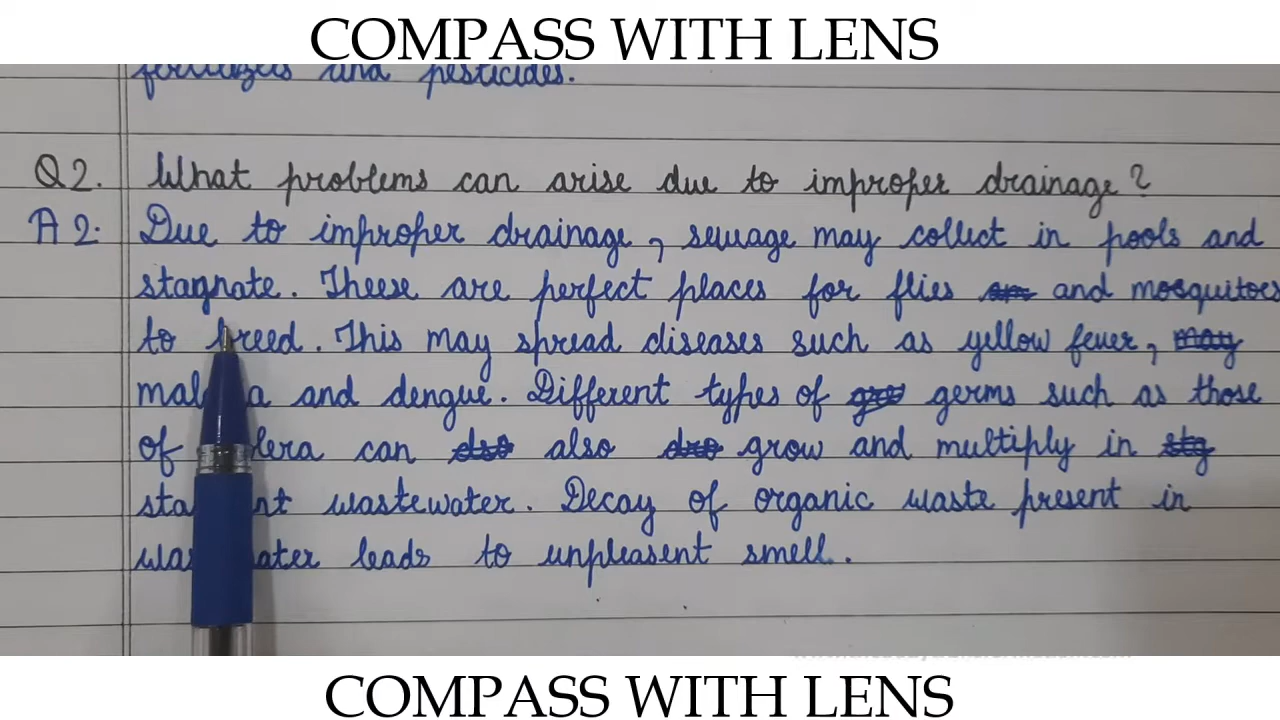 COMPASS WITH LENS
fertilizers and pesticides.
Q2. What problems can arise due to improper drainage?
A2. Due to improper drainage, sewage may collect in pools and
stagnate. Theese are perfect places for flies and mosquitoes
to breed. This may spread diseases such as yellow fever,
and dengue. Different types of germs such as those
of can also grow and multiply in
wastewater. Decay of organic waste present in
leads to unpleasent smell.
COMPASS WITH LENS